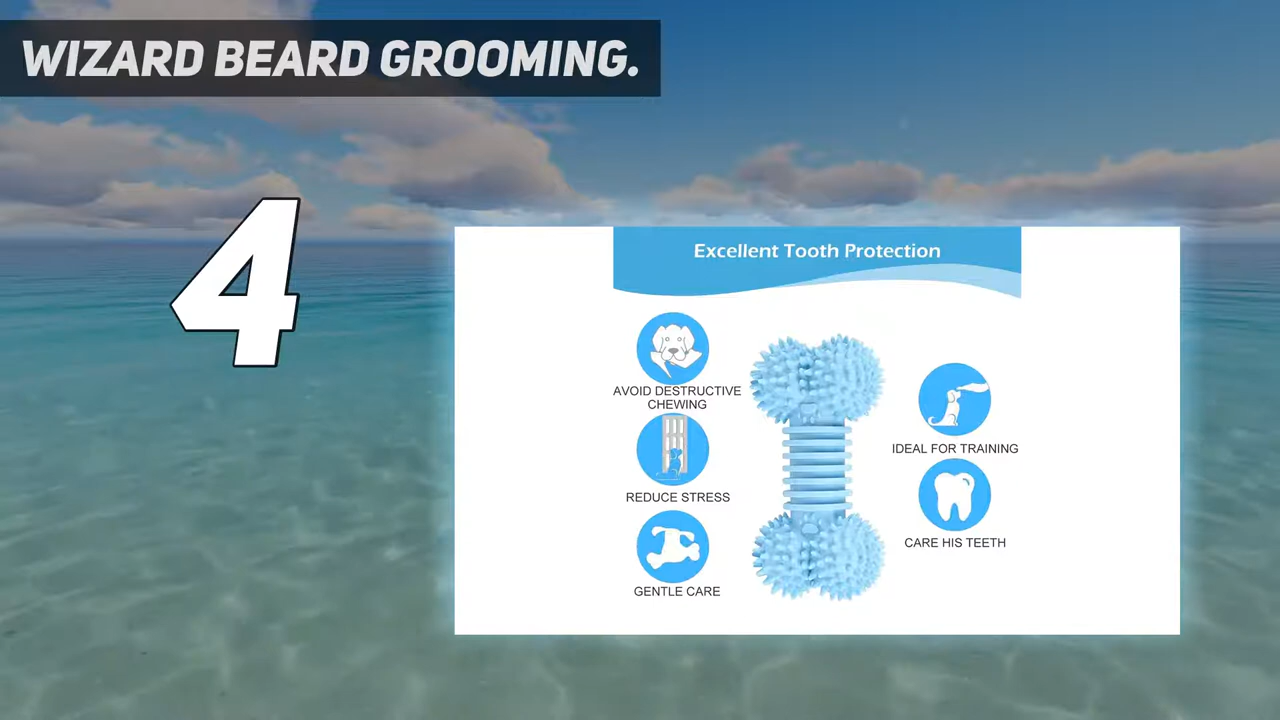 WIZARD BEARD GROOMING.
4
Excellent Tooth Protection
AVOID DESTRUCTIVE
CHEWING
REDUCE STRESS
GENTLE CARE
IDEAL FOR TRAINING
CARE HIS TEETH